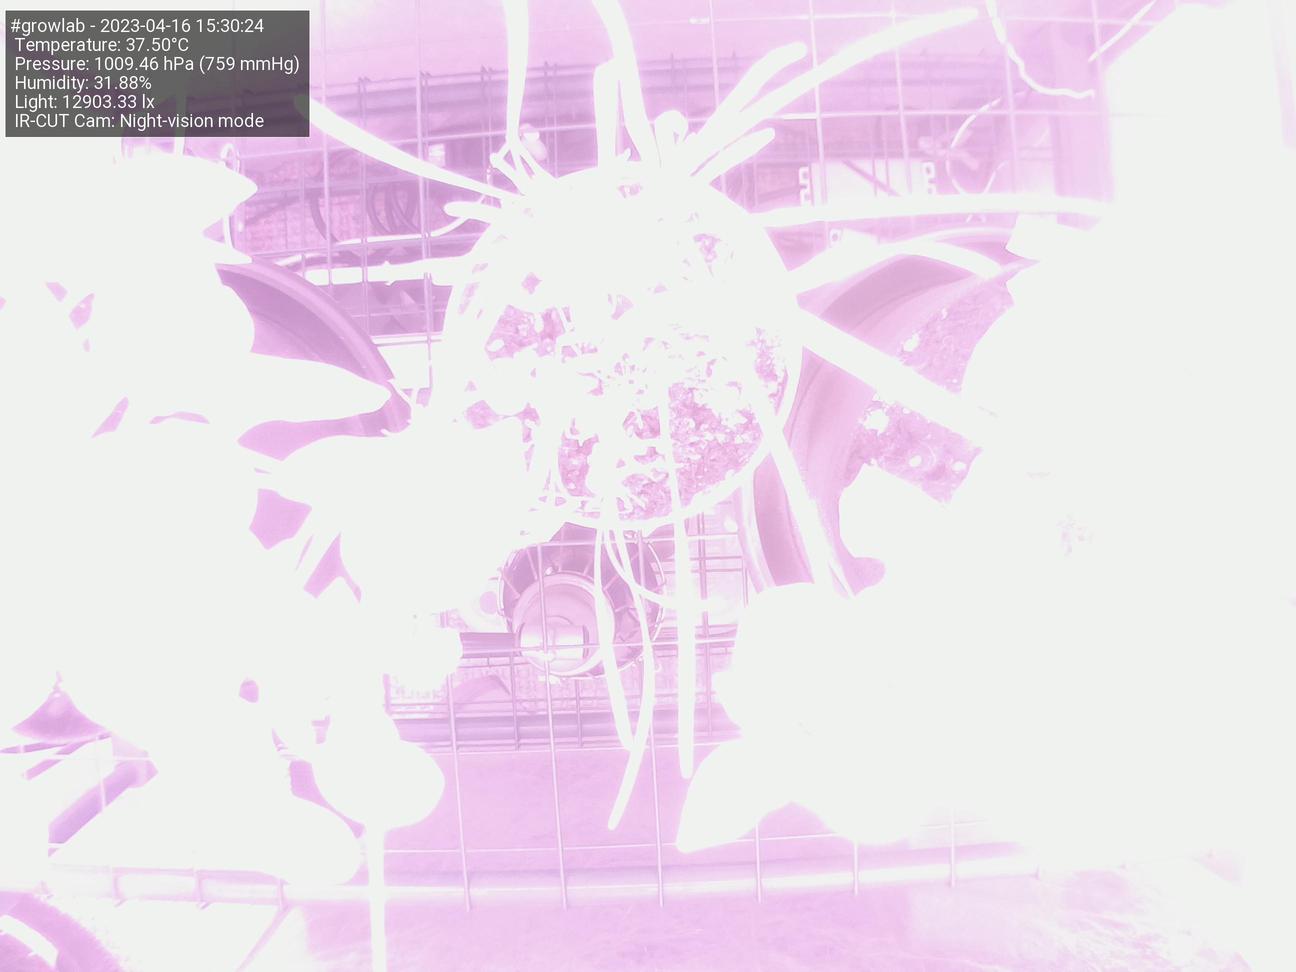 #growlab - 2023-04-16 15:30:24
Temperature: 37.50°C
Pressure: 1009.46 hPa (759 mmHg)
Humidity: 31.88%
Light: 12903.33 lx
IR-CUT Cam: Night-vision mode